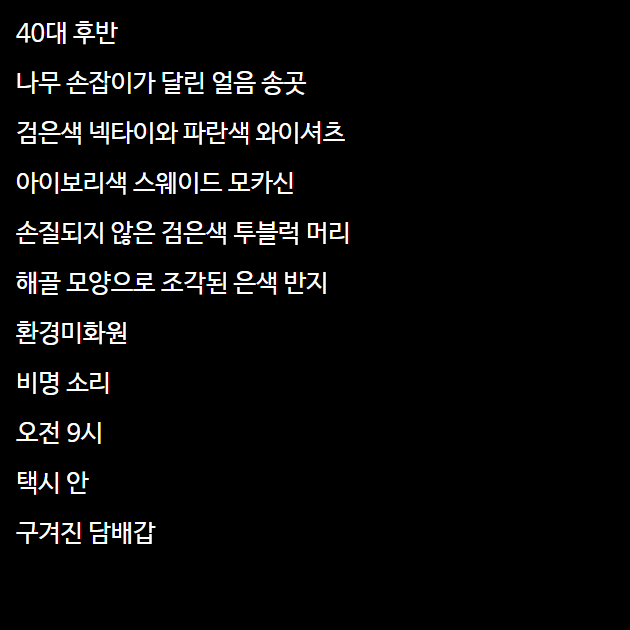 40대 후반
나무 손잡이가 달린 얼음 송곳
검은색 넥타이와 파란색 와이셔츠
아이보리색 스웨이드 모카신
손질되지 않은 검은색 투블럭 머리
해골 모양으로 조각된 은색 반지
환경미화원
비명 소리
오전 9시
택시 안
구겨진 담배갑